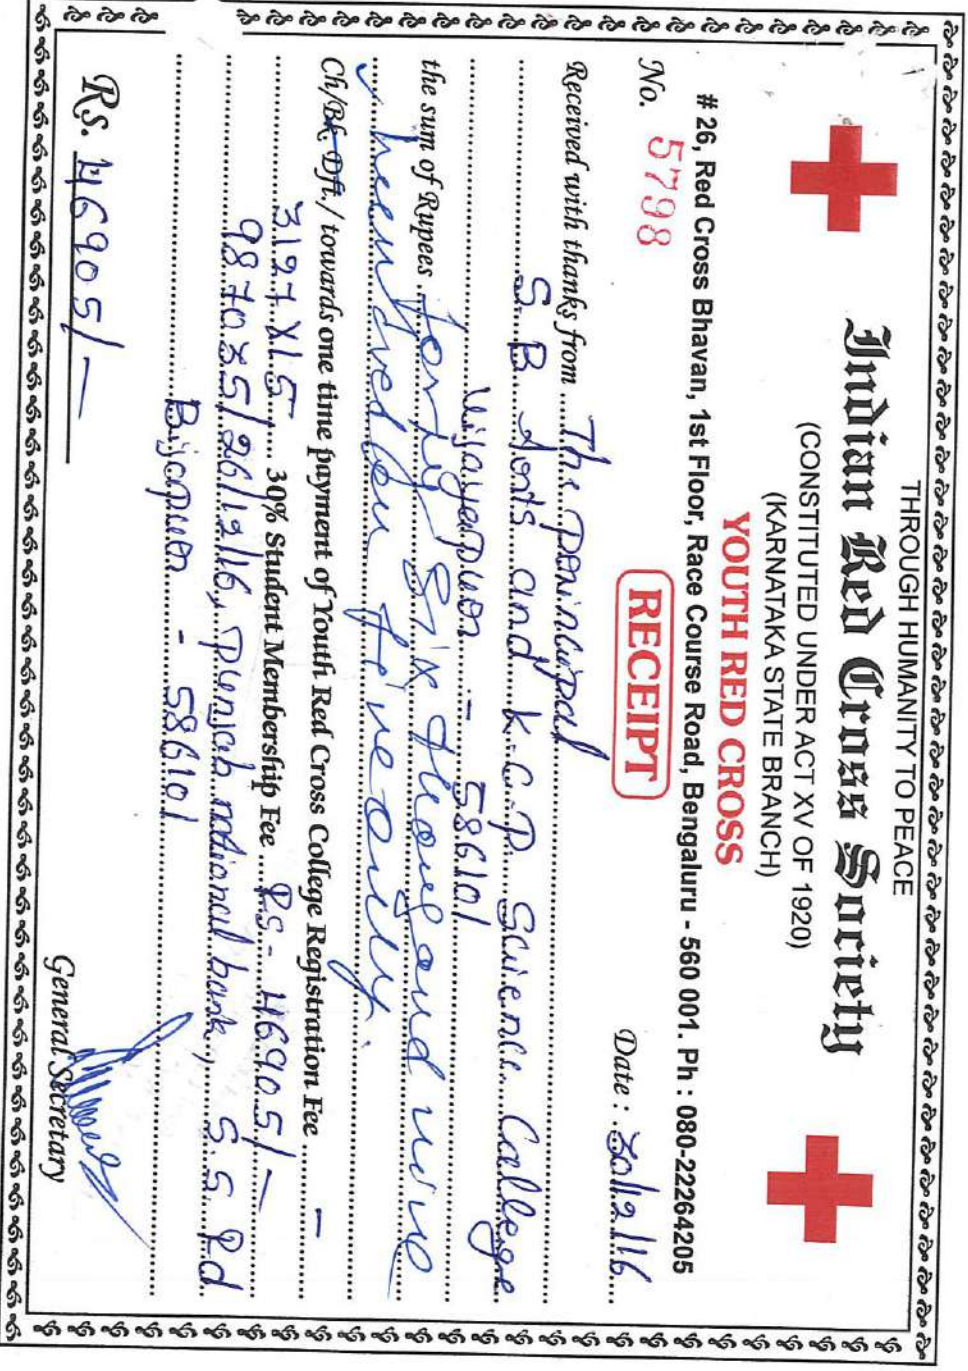 THROUGH HUMANITY TO PEACE
Indian Red Cross Society
(CONSTITUTED UNDER ACT XV OF 1920)
(KARNATAKA STATE BRANCH)
YOUTH RED CROSS
# 26, Red Cross Bhavan, 1st Floor, Race Course Road, Bengaluru - 560 001. Ph : 080-22264205
No. 5798 RECEIPT Date : 30/12/16
Received with thanks from The principal
S. B Arts and K.C.P Science College
Vijayapur - 586101
the sum of Rupees forty six thousand nine
hundred five only.
Ch/Bk. Dft./ towards one time payment of Youth Red Cross College Registration Fee —
3127X15 30% Student Membership Fee Rs- 46905/-
987035/26/12/16, Punjab national bank, S.S Rd
Bijapur - 586101
Rs. 46905/-
General Secretary